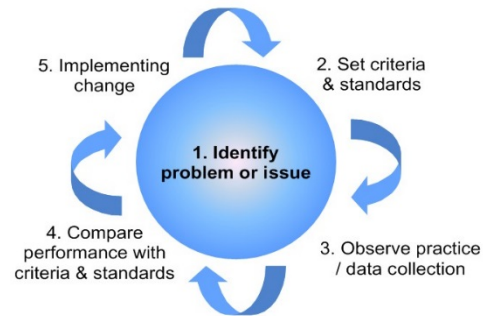 1. Identify
problem or issue
2. Set criteria
& standards
3. Observe practice
/ data collection
4. Compare
performance with
criteria & standards
5. Implementing
change